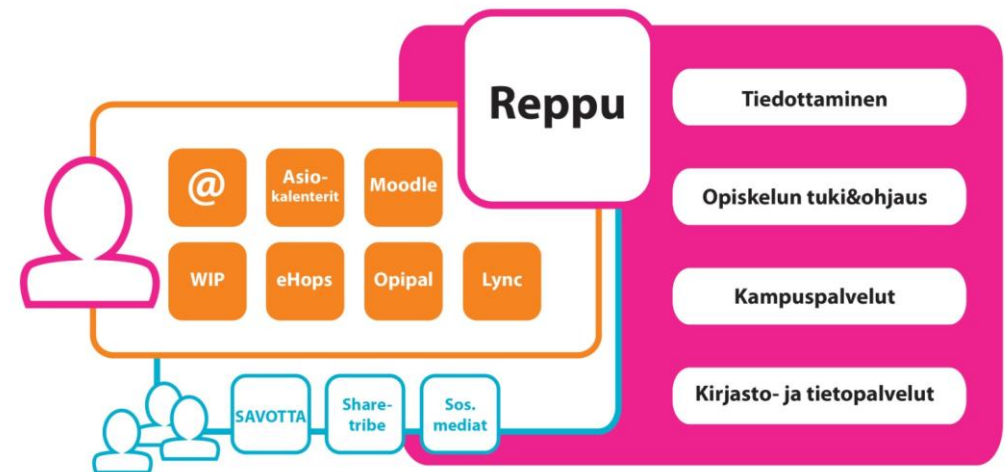 Reppu
Tiedottaminen
Opiskelun tuki&ohjaus
Kampuspalvelut
Kirjasto- ja tietopalvelut
@
Asio-
kalenterit
Moodle
WIP
eHops
Opipal
Lync
SAVOTTA
Share-
tribe
Sos.
mediat